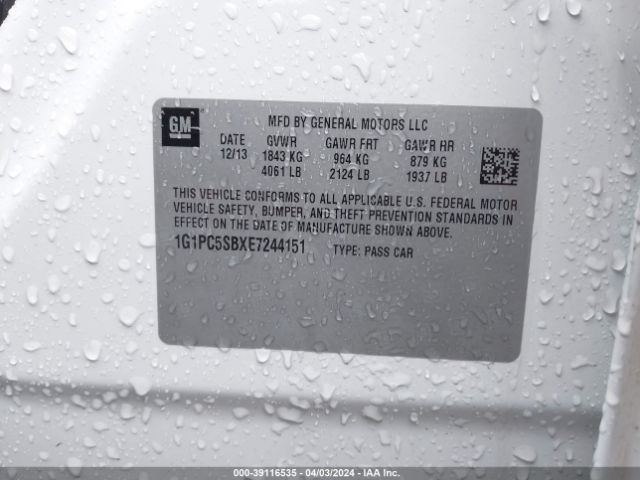 GM
MFD BY GENERAL MOTORS LLC
DATE GVWR GAWR FRT GAWR RR
12/13 1843 KG 964 KG 879 KG
4061 LB 2124 LB 1937 LB
THIS VEHICLE CONFORMS TO ALL APPLICABLE U.S. FEDERAL MOTOR
VEHICLE SAFETY, BUMPER, AND THEFT PREVENTION STANDARDS IN
EFFECT ON THE DATE OF MANUFACTURE SHOWN ABOVE.
1G1PC5SBXE7244151 TYPE: PASS CAR
000-39116535 - 04/03/2024 - IAA Inc.